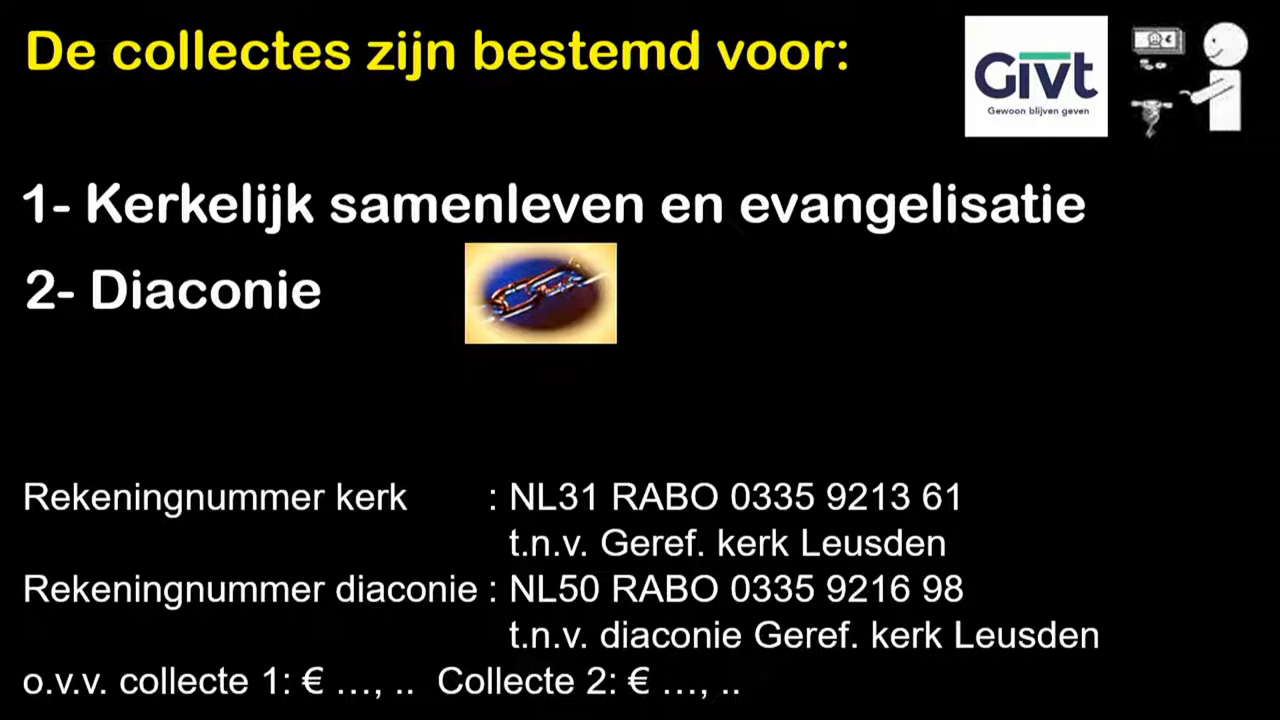 De collectes zijn bestemd voor:
Givt
Gewoon blijven geven
1- Kerkelijk samenleven en evangelisatie
2- Diaconie
Rekeningnummer kerk : NL31 RABO 0335 9213 61
t.n.v. Geref. kerk Leusden
Rekeningnummer diaconie : NL50 RABO 0335 9216 98
t.n.v. diaconie Geref. kerk Leusden
o.v.v. collecte 1: € …, .. Collecte 2: € …, ..